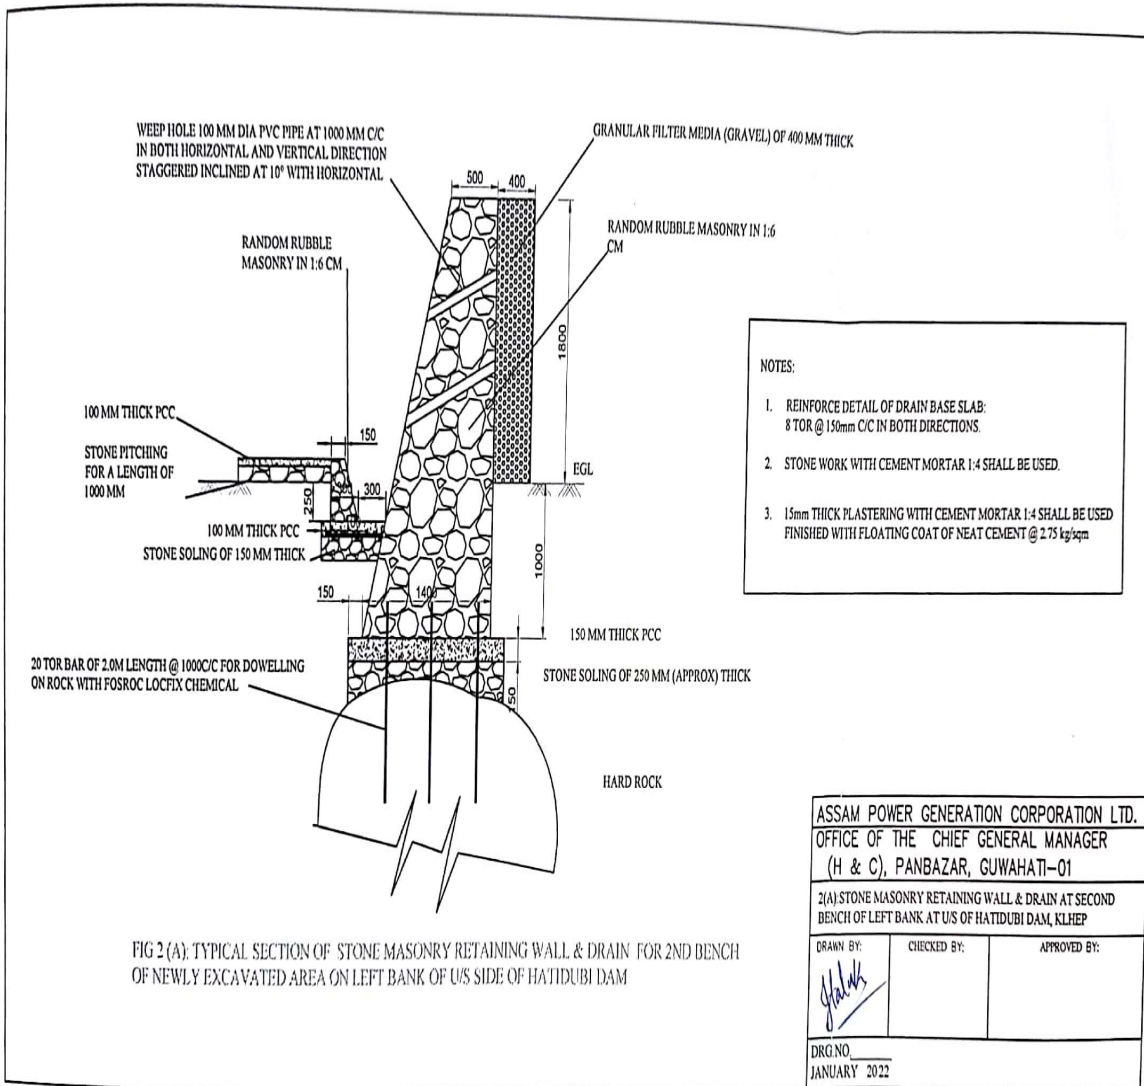 WEEP HOLE 100 MM DIA PVC PIPE AT 1000 MM C/C
IN BOTH HORIZONTAL AND VERTICAL DIRECTION
STAGGERED INCLINED AT 10° WITH HORIZONTAL
GRANULAR FILTER MEDIA (GRAVEL) OF 400 MM THICK
500
400
RANDOM RUBBLE MASONRY IN 1:6
CM
RANDOM RUBBLE
MASONRY IN 1:6 CM
1800
100 MM THICK PCC
150
STONE PITCHING
FOR A LENGTH OF
1000 MM
EGL
250
300
100 MM THICK PCC
STONE SOLING OF 150 MM THICK
1000
150
1400
150 MM THICK PCC
STONE SOLING OF 250 MM (APPROX) THICK
150
20 TOR BAR OF 2.0M LENGTH @ 1000C/C FOR DOWELLING
ON ROCK WITH FOSROC LOCFIX CHEMICAL
HARD ROCK
NOTES:
1. REINFORCE DETAIL OF DRAIN BASE SLAB:
8 TOR @ 150mm C/C IN BOTH DIRECTIONS.
2. STONE WORK WITH CEMENT MORTAR 1:4 SHALL BE USED.
3. 15mm THICK PLASTERING WITH CEMENT MORTAR 1:4 SHALL BE USED
FINISHED WITH FLOATING COAT OF NEAT CEMENT @ 2.75 kg/sqm
FIG 2 (A): TYPICAL SECTION OF STONE MASONRY RETAINING WALL & DRAIN FOR 2ND BENCH
OF NEWLY EXCAVATED AREA ON LEFT BANK OF U/S SIDE OF HATIDUBI DAM
ASSAM POWER GENERATION CORPORATION LTD.
OFFICE OF THE CHIEF GENERAL MANAGER
(H & C), PANBAZAR, GUWAHATI-01
2(A):STONE MASONRY RETAINING WALL & DRAIN AT SECOND
BENCH OF LEFT BANK AT U/S OF HATIDUBI DAM, KLHEP
DRAWN BY:
CHECKED BY:
APPROVED BY:
DRG.NO.
JANUARY 2022